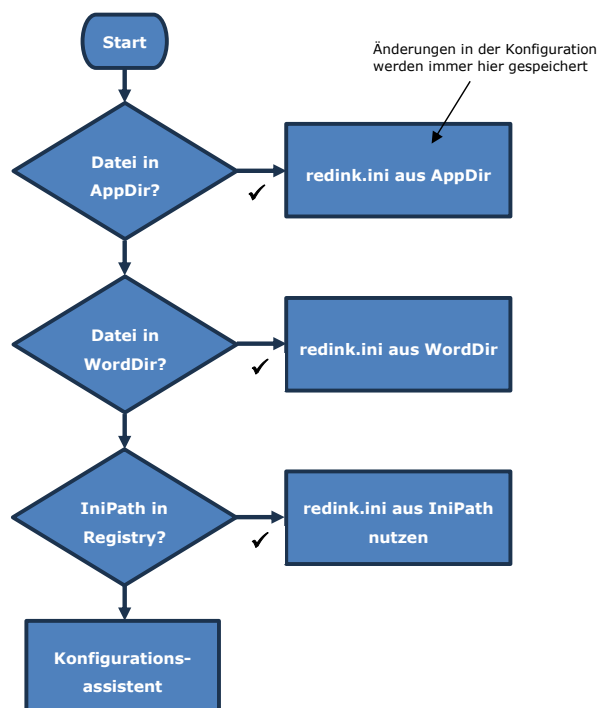 Start
Änderungen in der Konfiguration
werden immer hier gespeichert
Datei in
AppDir?
✓
redink.ini aus AppDir
Datei in
WordDir?
✓
redink.ini aus WordDir
IniPath in
Registry?
✓
redink.ini aus IniPath
nutzen
Konfigurations-
assistent